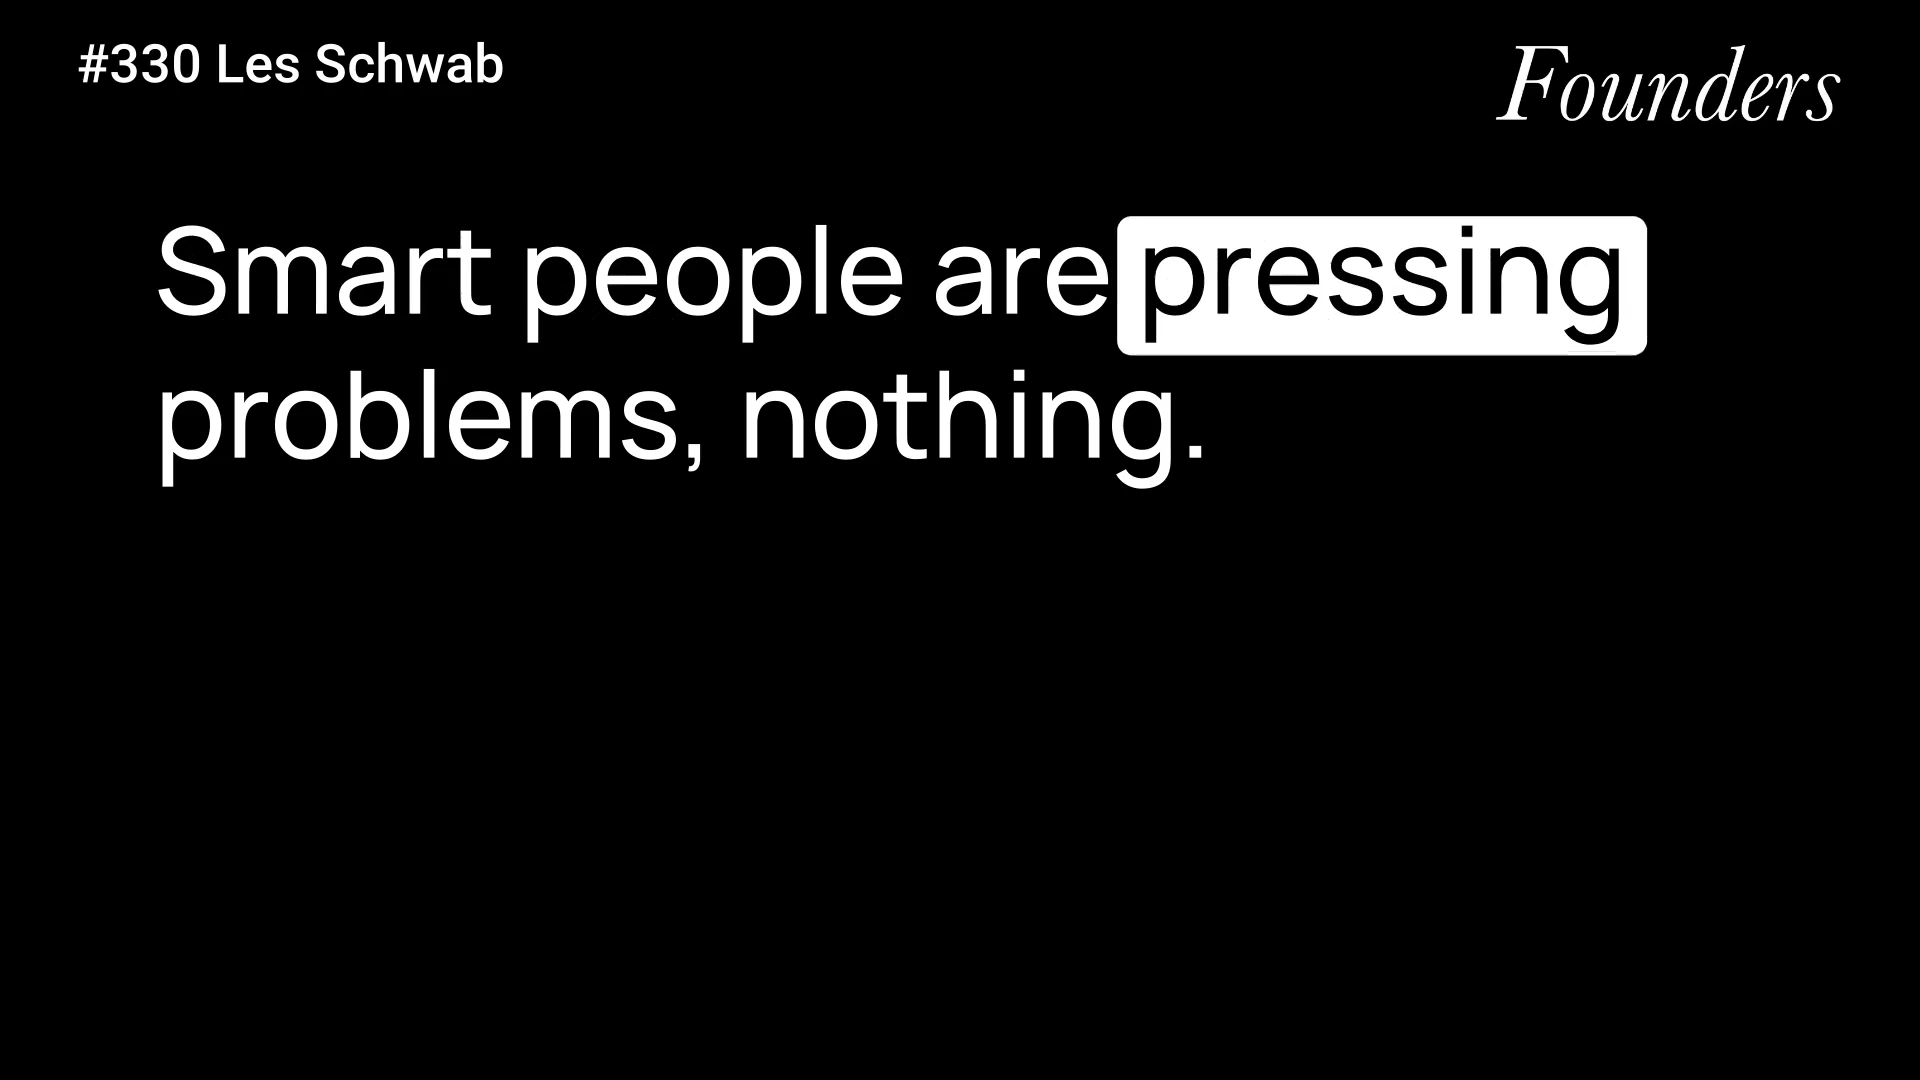 #330 Les Schwab
Founders
Smart people are pressing
problems, nothing.